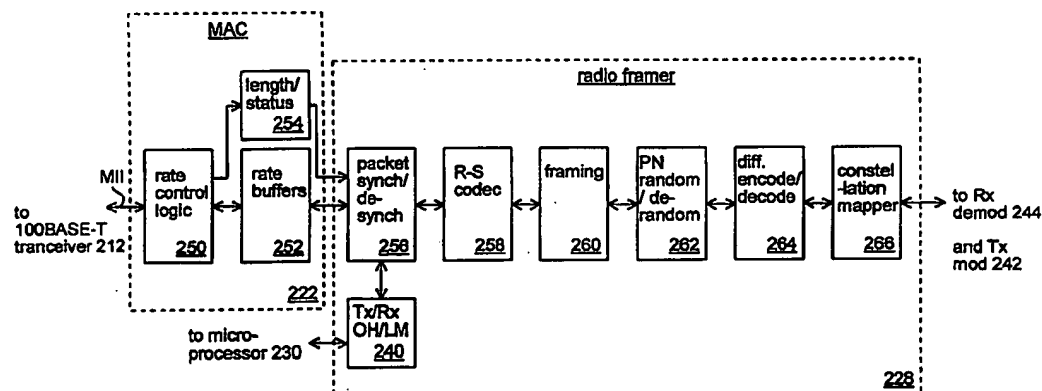 MAC
length/
status
254
MII
rate
control
logic
250
rate
buffers
252
222
to
100BASE-T
tranceiver 212
radio framer
packet
synch/
de-
synch
256
R-S
codec
258
framing
260
PN
random
/ de-
random
262
diff.
encode/
decode
264
constel
-lation
mapper
266
to Rx
demod 244
and Tx
mod 242
Tx/Rx
OH/LM
240
to micro-
processor 230
228